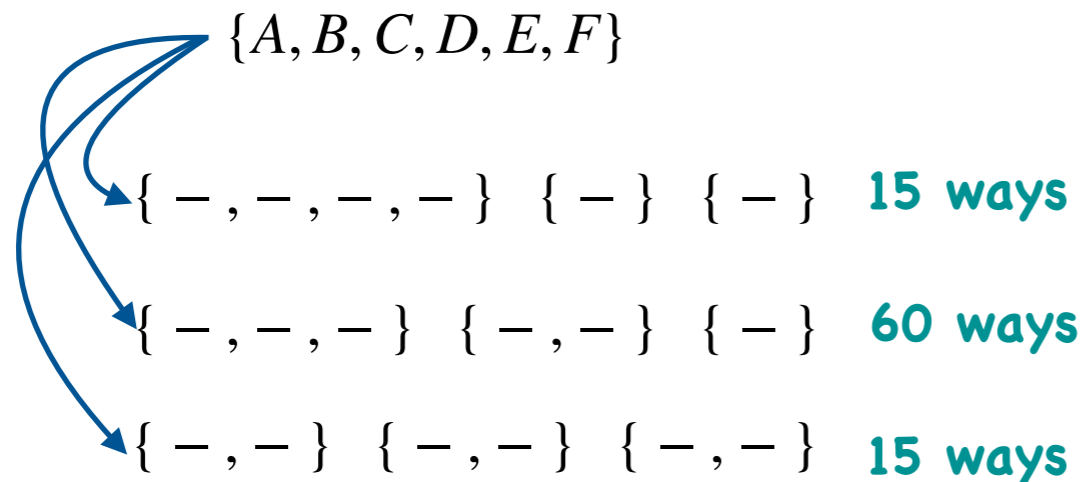 {A, B, C, D, E, F}
{ – , – , – , – } { – } { – } 15 ways
{ – , – , – } { – , – } { – } 60 ways
{ – , – } { – , – } { – , – } 15 ways